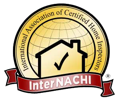 International Association of Certified Home Inspectors
InterNACHI
®